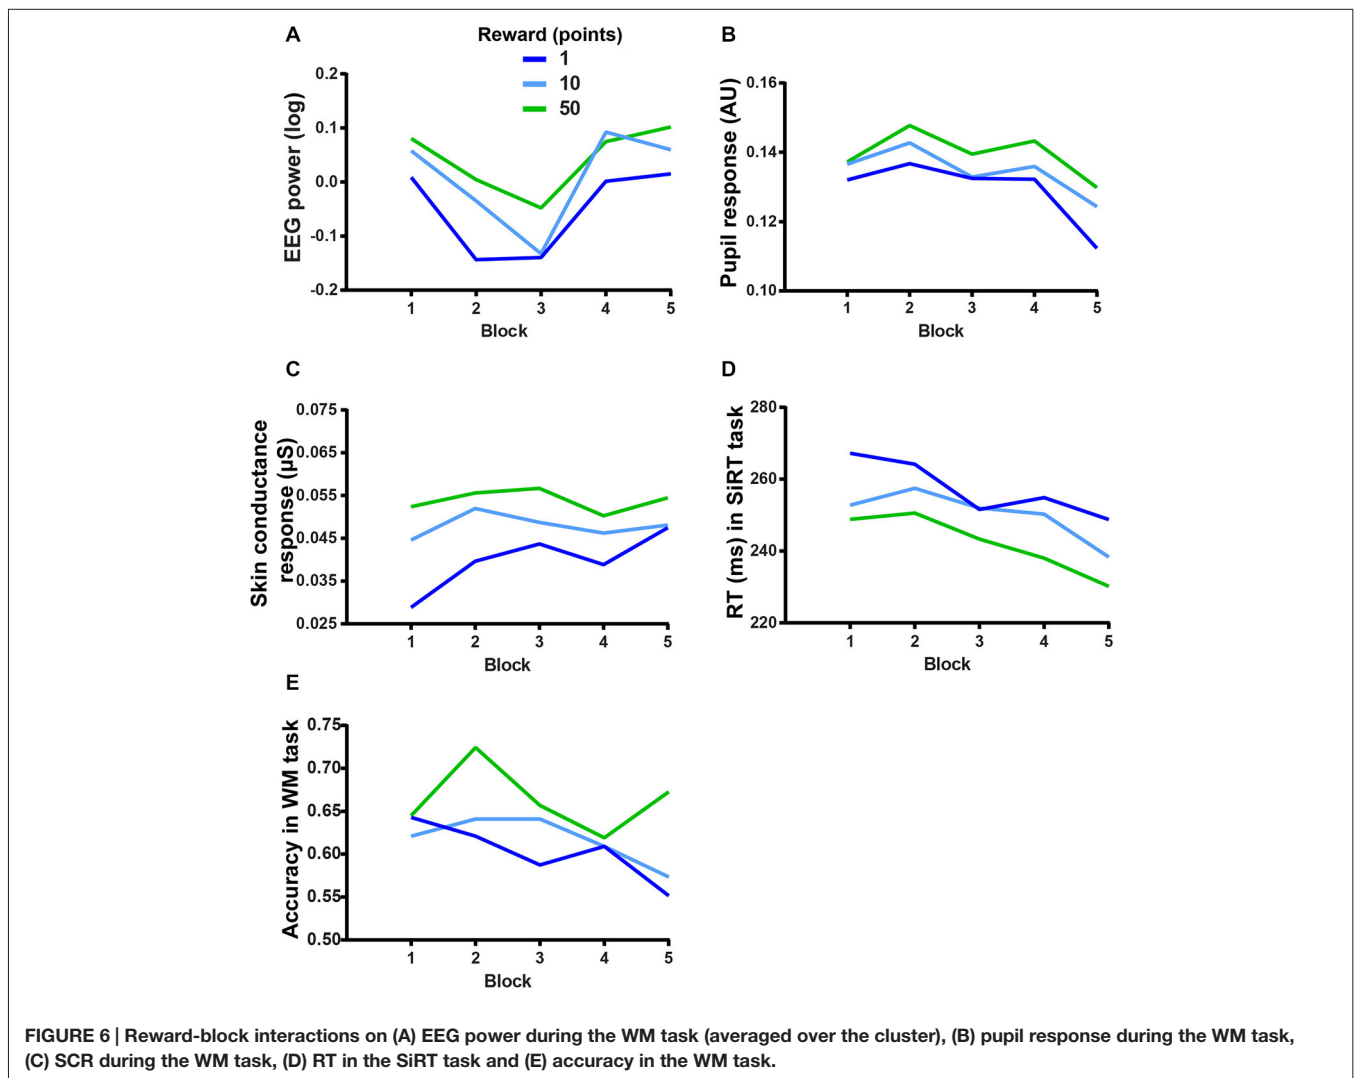 A
Reward (points)
1
10
50
EEG power (log)
0.2
0.1
0.0
-0.1
-0.2
1 2 3 4 5
Block
B
Pupil response (AU)
0.16
0.14
0.12
0.10
1 2 3 4 5
Block
C
Skin conductance
response (µS)
0.075
0.065
0.055
0.045
0.035
0.025
1 2 3 4 5
Block
D
RT (ms) in SiRT task
280
260
240
220
1 2 3 4 5
Block
E
Accuracy in WM task
0.75
0.70
0.65
0.60
0.55
0.50
1 2 3 4 5
Block
FIGURE 6 | Reward-block interactions on (A) EEG power during the WM task (averaged over the cluster), (B) pupil response during the WM task,
(C) SCR during the WM task, (D) RT in the SiRT task and (E) accuracy in the WM task.